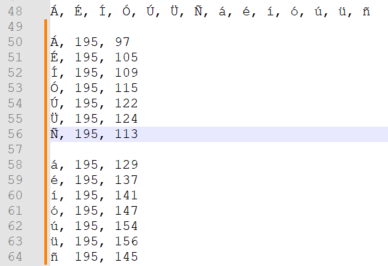 48 Á, É, Í, Ó, Ú, Ü, Ñ, á, é, í, ó, ú, ü, ñ
49
50 Á, 195, 97
51 É, 195, 105
52 Í, 195, 109
53 Ó, 195, 115
54 Ú, 195, 122
55 Ü, 195, 124
56 Ñ, 195, 113
57
58 á, 195, 129
59 é, 195, 137
60 í, 195, 141
61 ó, 195, 147
62 ú, 195, 154
63 ü, 195, 156
64 ñ 195, 145